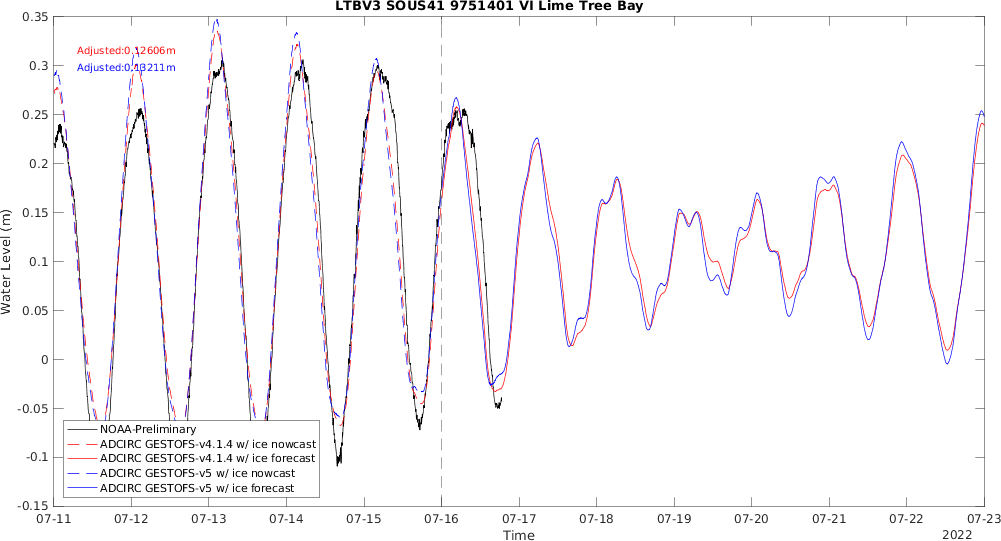 LTBV3 SOUS41 9751401 VI Lime Tree Bay
0.35
0.3
0.25
0.2
0.15
0.1
0.05
0
-0.05
-0.1
-0.15
Water Level (m)
Adjusted:0.12606m
Adjusted:0.13211m
NOAA-Preliminary
ADCIRC GESTOFS-v4.1.4 w/ ice nowcast
ADCIRC GESTOFS-v4.1.4 w/ ice forecast
ADCIRC GESTOFS-v5 w/ ice nowcast
ADCIRC GESTOFS-v5 w/ ice forecast
07-11 07-12 07-13 07-14 07-15 07-16 07-17 07-18 07-19 07-20 07-21 07-22 07-23
Time
2022